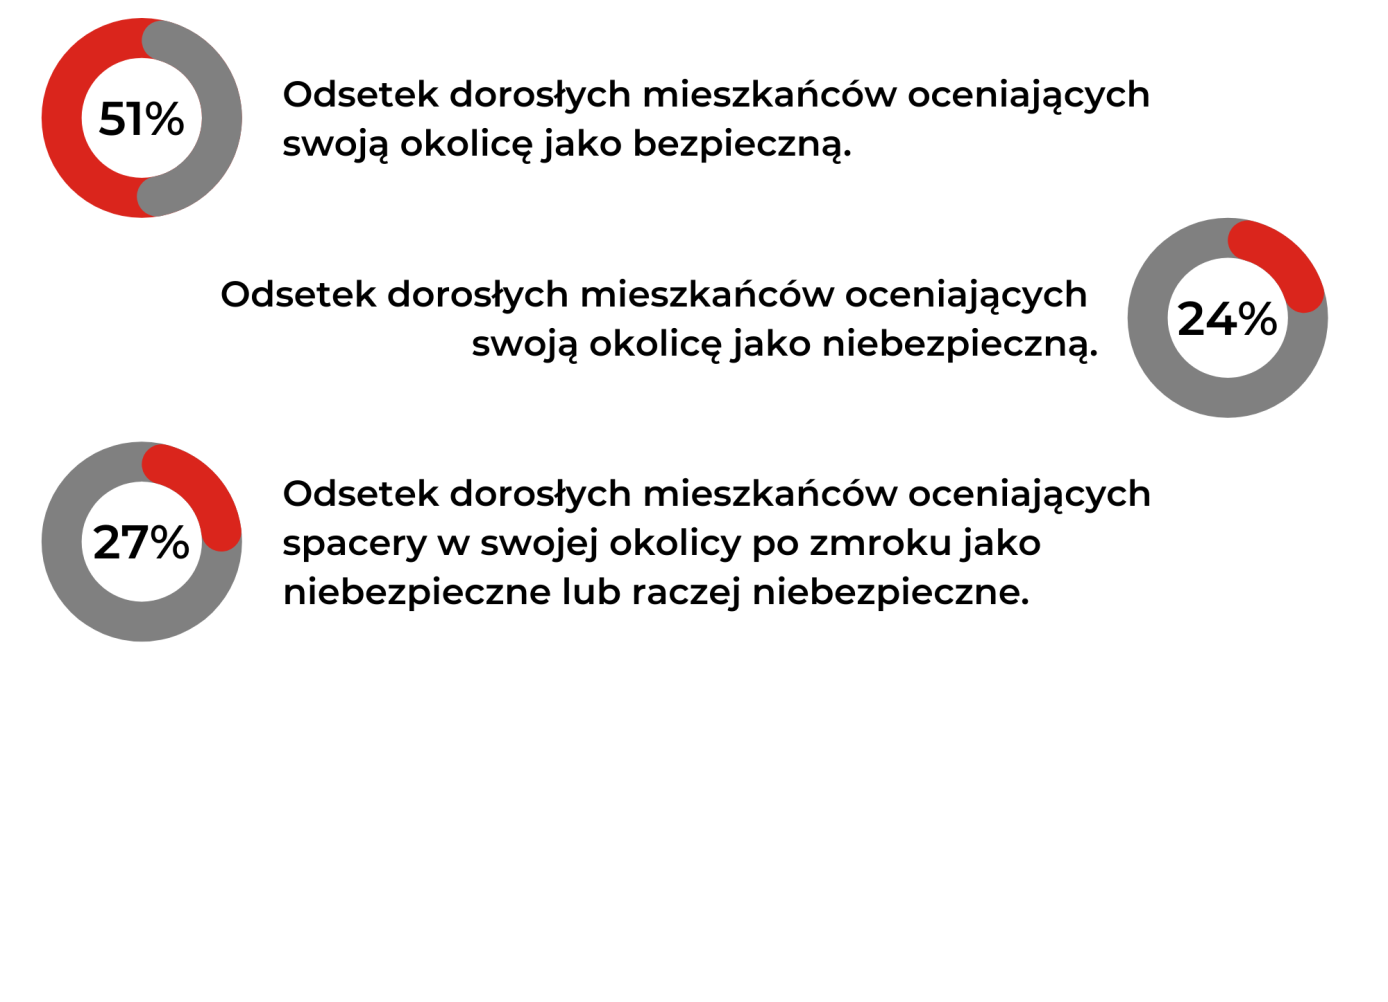 51%
Odsetek dorosłych mieszkańców oceniających
swoją okolicę jako bezpieczną.
Odsetek dorosłych mieszkańców oceniających
swoją okolicę jako niebezpieczną.
24%
27%
Odsetek dorosłych mieszkańców oceniających
spacery w swojej okolicy po zmroku jako
niebezpieczne lub raczej niebezpieczne.